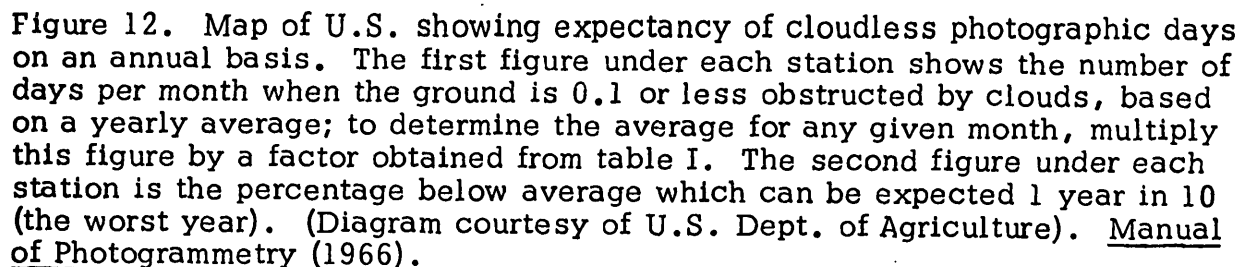 Figure 12. Map of U.S. showing expectancy of cloudless photographic days
on an annual basis. The first figure under each station shows the number of
days per month when the ground is 0.1 or less obstructed by clouds, based
on a yearly average; to determine the average for any given month, multiply
this figure by a factor obtained from table I. The second figure under each
station is the percentage below average which can be expected 1 year in 10
(the worst year). (Diagram courtesy of U.S. Dept. of Agriculture). Manual
of Photogrammetry (1966).